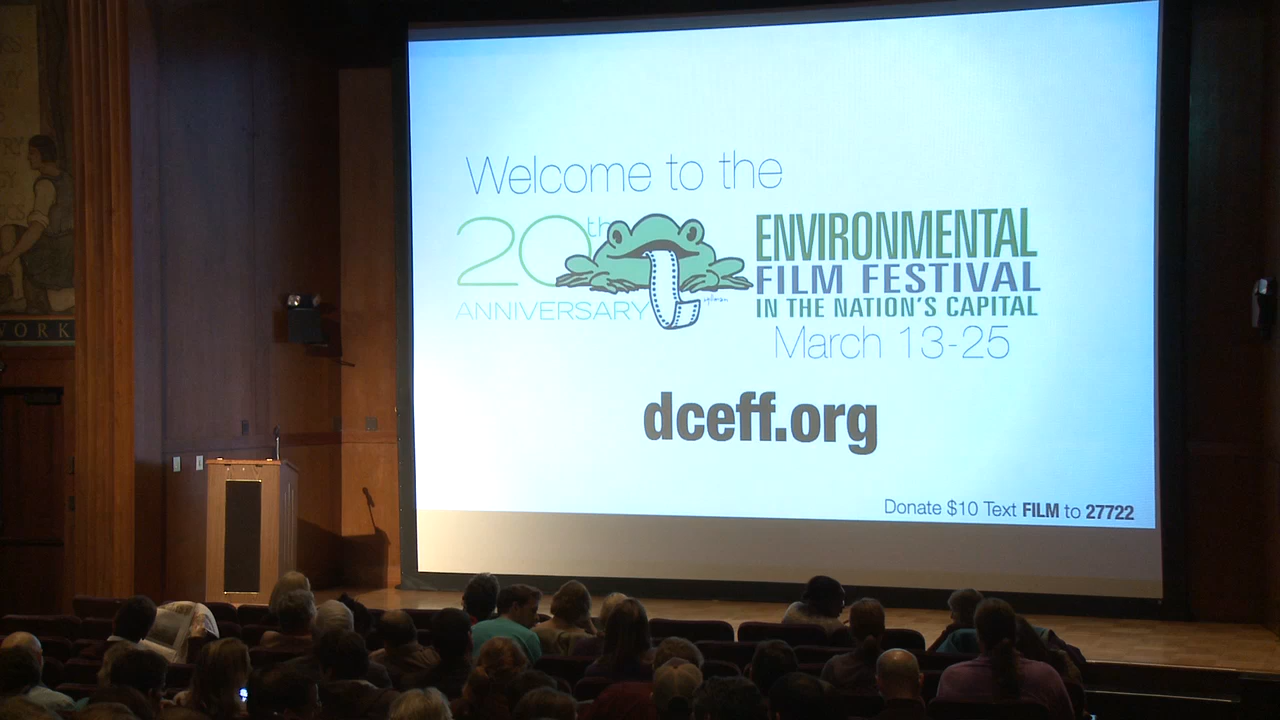 Welcome to the
20th
ANNIVERSARY
ENVIRONMENTAL
FILM FESTIVAL
IN THE NATION'S CAPITAL
March 13-25
dceff.org
Donate $10 Text FILM to 27722
WORK